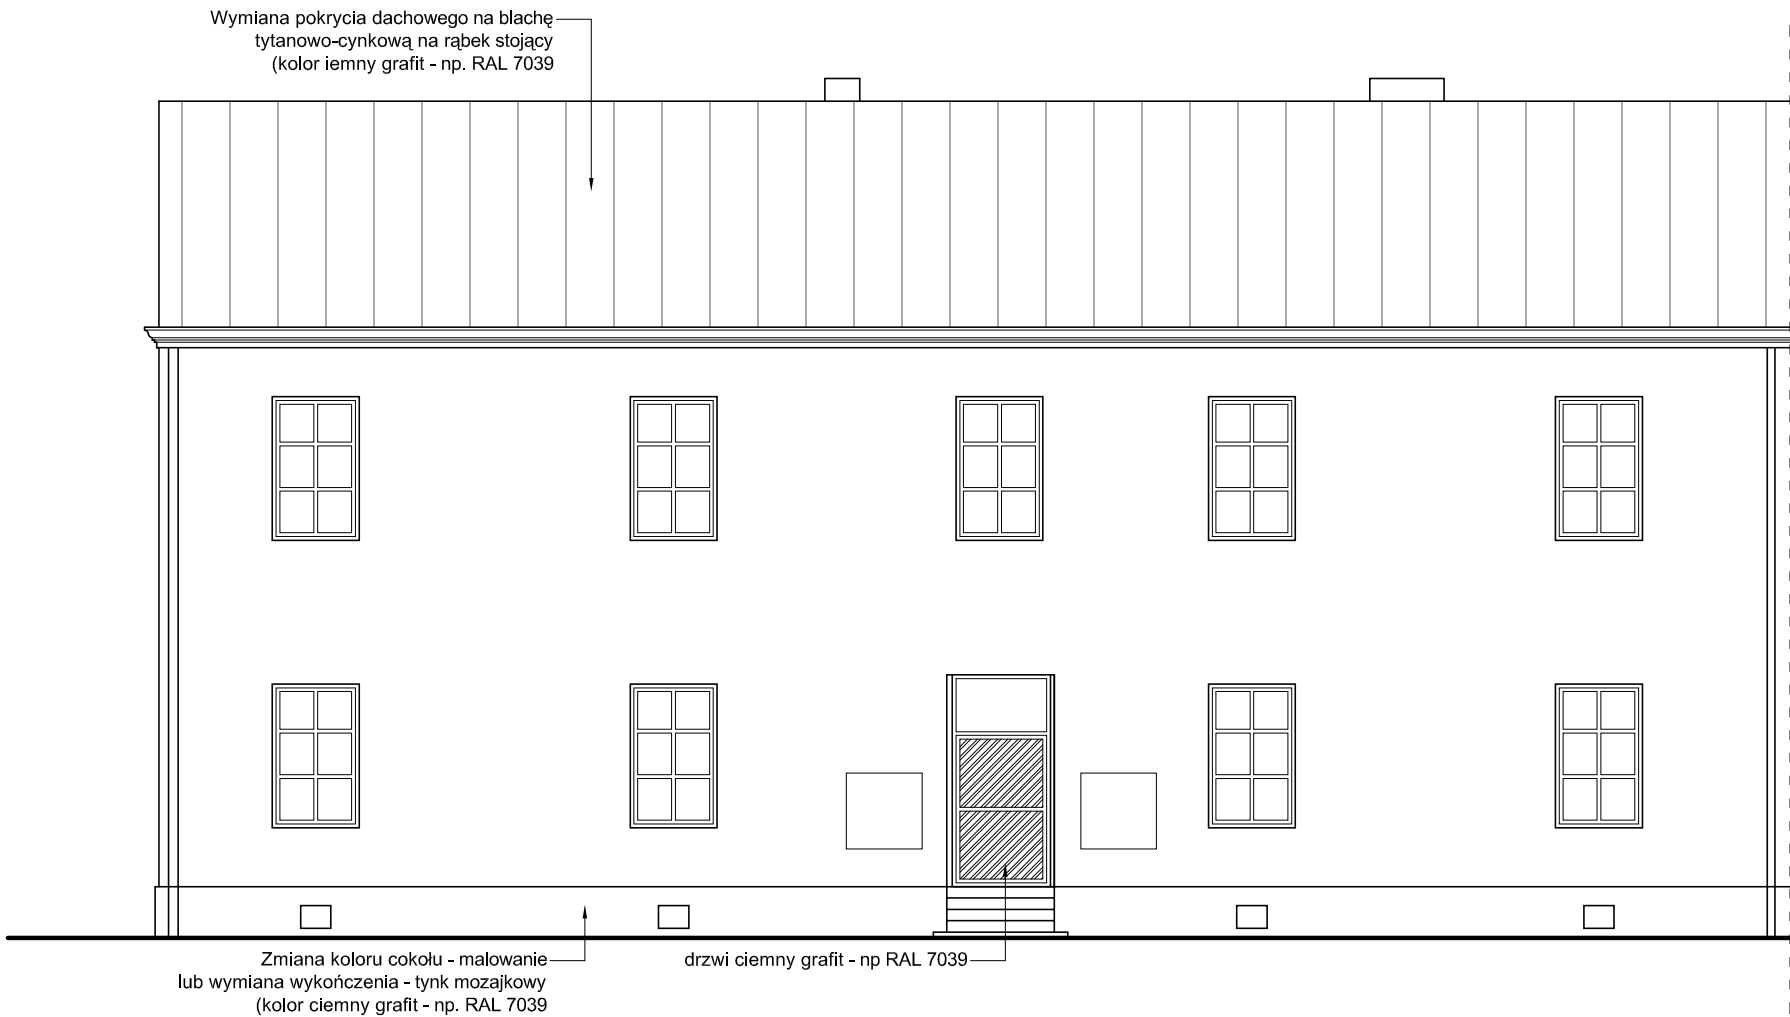 Wymiana pokrycia dachowego na blachę
tytanowo-cynkową na rąbek stojący
(kolor iemny grafit - np. RAL 7039
Zmiana koloru cokołu - malowanie
lub wymiana wykończenia - tynk mozajkowy
(kolor ciemny grafit - np. RAL 7039
drzwi ciemny grafit - np RAL 7039